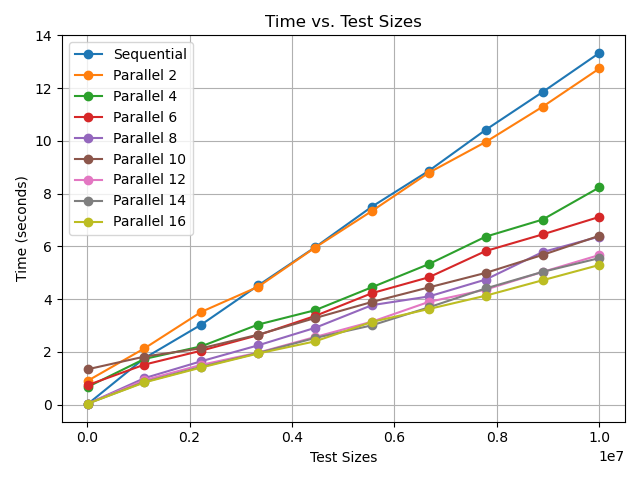 Time vs. Test Sizes
Time (seconds)
14
12
10
8
6
4
2
0
Sequential
Parallel 2
Parallel 4
Parallel 6
Parallel 8
Parallel 10
Parallel 12
Parallel 14
Parallel 16
0.0 0.2 0.4 0.6 0.8 1.0
1e7
Test Sizes